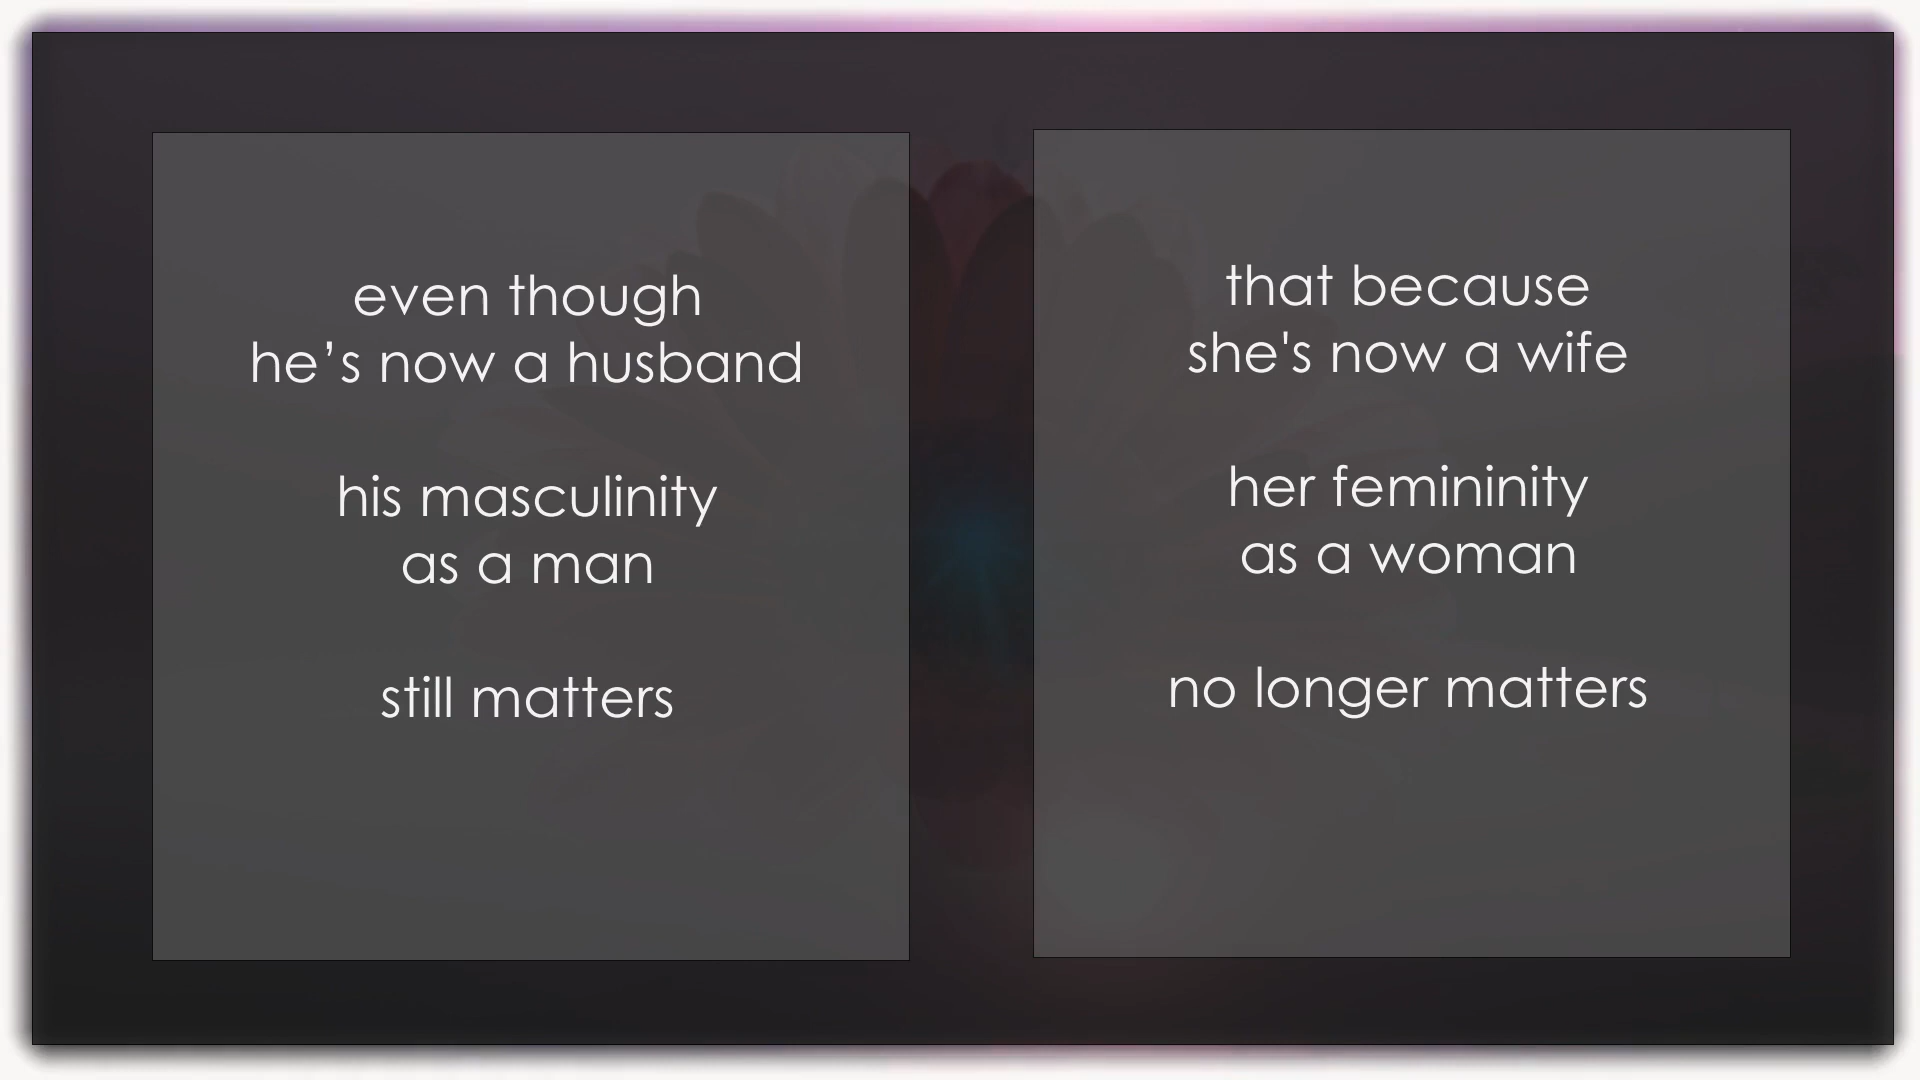 even though
he’s now a husband
his masculinity
as a man
still matters
that because
she's now a wife
her femininity
as a woman
no longer matters